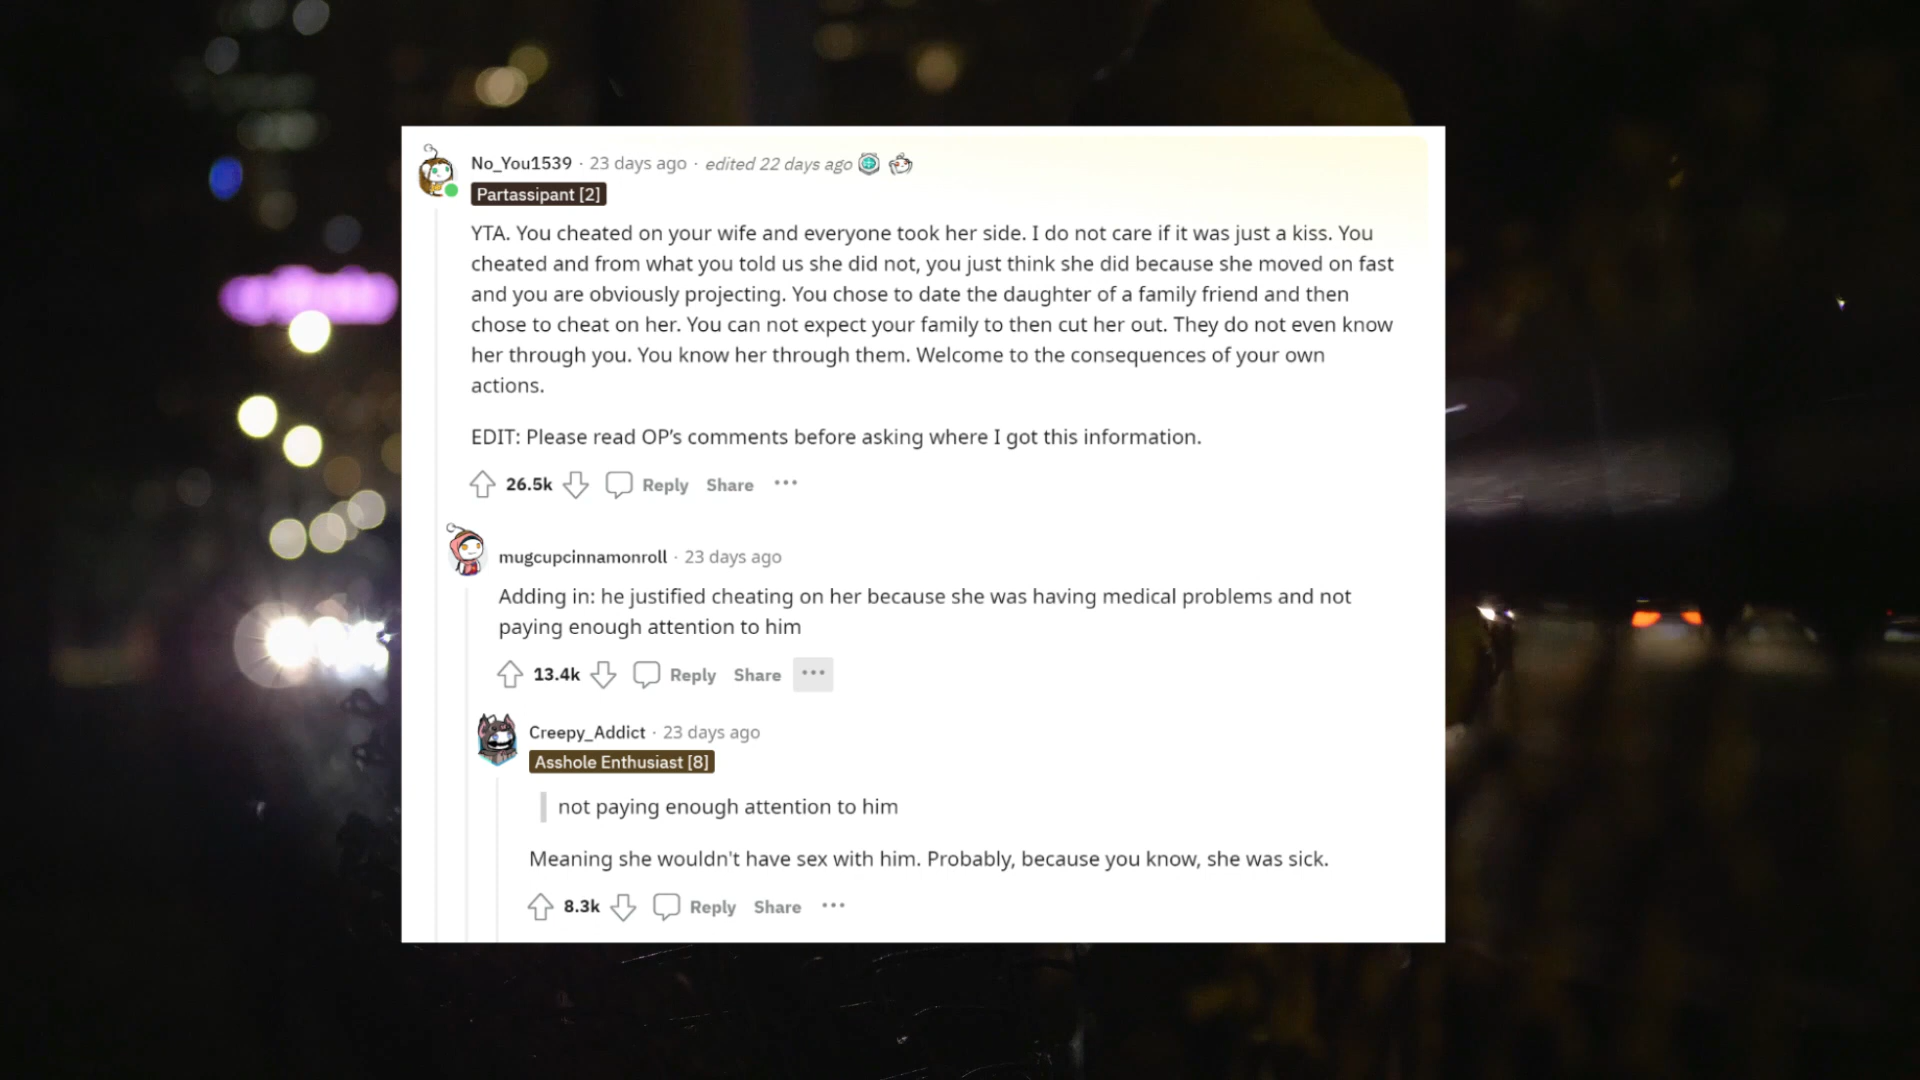 No_You1539 · 23 days ago · edited 22 days ago
Partassipant [2]
YTA. You cheated on your wife and everyone took her side. I do not care if it was just a kiss. You
cheated and from what you told us she did not, you just think she did because she moved on fast
and you are obviously projecting. You chose to date the daughter of a family friend and then
chose to cheat on her. You can not expect your family to then cut her out. They do not even know
her through you. You know her through them. Welcome to the consequences of your own
actions.
EDIT: Please read OP’s comments before asking where I got this information.
26.5k Reply Share ···
mugcupcinnamonroll · 23 days ago
Adding in: he justified cheating on her because she was having medical problems and not
paying enough attention to him
13.4k Reply Share ···
Creepy_Addict · 23 days ago
Asshole Enthusiast [8]
not paying enough attention to him
Meaning she wouldn't have sex with him. Probably, because you know, she was sick.
8.3k Reply Share ···